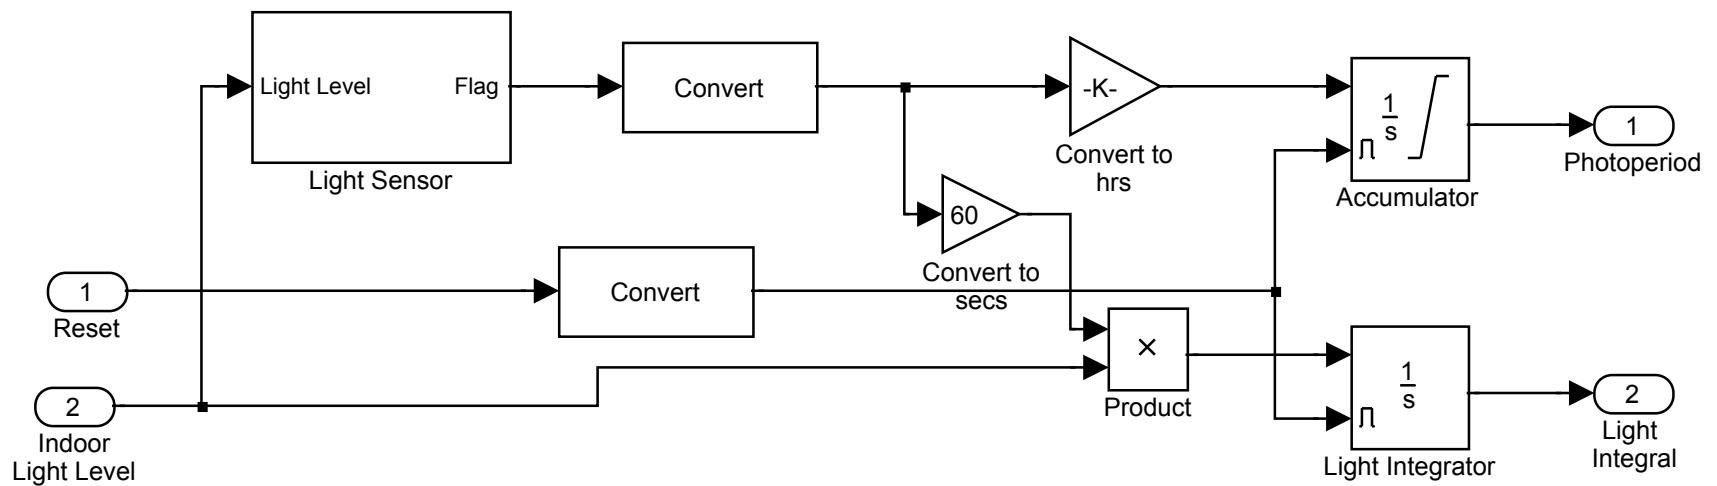 Light Level
Flag
Light Sensor
Convert
-K-
Convert to
hrs
1
s
Accumulator
1
Photoperiod
60
Convert to
secs
1
Reset
Convert
×
Product
1
s
Light Integrator
2
Light
Integral
2
Indoor
Light Level